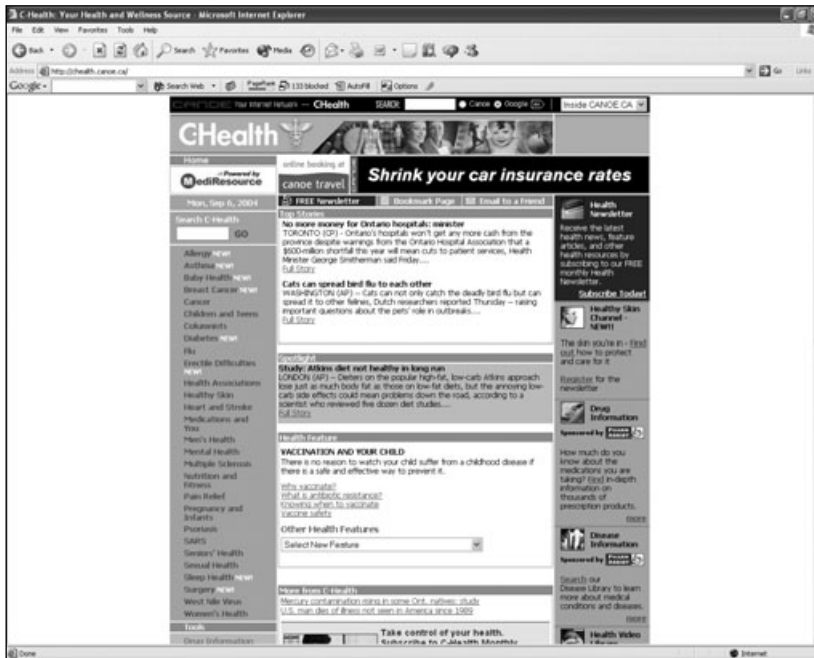 C-Health: Your Health and Wellness Source - Microsoft Internet Explorer
File Edit View Favorites Tools Help
Back Search Favorites Media
Address http://chealth.canoe.ca/ Go Links
Google Search Web PageRank 133 blocked AutoFill Options
CANOE Your Internet Network — CHealth SEARCH: Canoe Google Inside CANOE.CA
CHealth
Home
Powered by
MediResource
online booking at
canoe travel
Shrink your car insurance rates
Mon, Sep 6, 2004
FREE Newsletter Bookmark Page Email to a Friend
Search C-Health
GO
Allergy NEW!
Asthma NEW!
Baby Health NEW!
Breast Cancer NEW!
Cancer
Children and Teens
Columnists
Diabetes NEW!
Flu
Erectile Difficulties
NEW!
Health Associations
Healthy Skin
Heart and Stroke
Medications and
You
Men's Health
Mental Health
Multiple Sclerosis
Nutrition and
Fitness
Pain Relief
Pregnancy and
Infants
Psoriasis
SARS
Seniors' Health
Sexual Health
Sleep Health NEW!
Surgery NEW!
West Nile Virus
Women's Health
Tools
Drug Information
Top Stories
No more money for Ontario hospitals: minister
TORONTO (CP) - Ontario's hospitals won't get any more cash from the
province despite warnings from the Ontario Hospital Association that a
$600-million shortfall this year will mean cuts to patient services, Health
Minister George Smitherman said Friday....
Full Story
Cats can spread bird flu to each other
WASHINGTON (AP) -- Cats can not only catch the deadly bird flu but can
spread it to other felines, Dutch researchers reported Thursday -- raising
important questions about the pets' role in outbreaks....
Full Story
Spotlight
Study: Atkins diet not healthy in long run
LONDON (AP) -- Dieters on the popular high-fat, low-carb Atkins approach
lose just as much body fat as those on low-fat diets, but the annoying low-
carb side effects could mean problems down the road, according to a
scientist who reviewed five dozen diet studies....
Full Story
Health Feature
VACCINATION AND YOUR CHILD
There is no reason to watch your child suffer from a childhood disease if
there is a safe and effective way to prevent it.
Why vaccinate?
What is antibiotic resistance?
Knowing when to vaccinate
Vaccine safety
Other Health Features
Select New Feature
More from C-Health
Mercury contamination rising in some Ont. natives: study
U.S. man dies of illness not seen in America since 1989
Take control of your health.
Subscribe to C-Health Monthly
Health
Newsletter
Receive the latest
health news, feature
articles, and other
health resources by
subscribing to our FREE
monthly Health
Newsletter.
Subscribe Today!
Healthy Skin
Channel -
NEW!!
The skin you're in - Find
out how to protect
and care for it
Register for the
newsletter
Drug
Information
Sponsored by
How much do you
know about the
medications you are
taking? Find in-depth
information on
thousands of
prescription products.
more
Disease
Information
Sponsored by
Search our
Disease Library to learn
more about medical
conditions and diseases.
more
Health Video
Done Internet